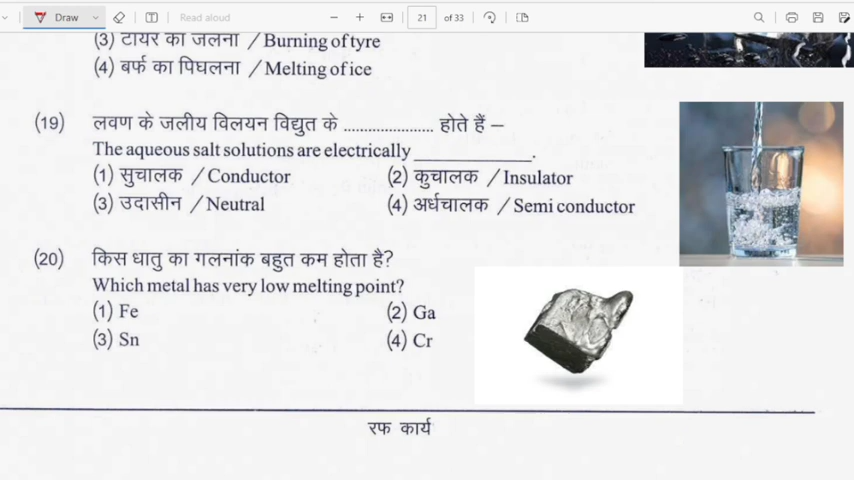 Draw
Read aloud
21 of 33
(3) टायर का जलना / Burning of tyre
(4) बर्फ का पिघलना / Melting of ice
(19) लवण के जलीय विलयन विद्युत के ...................... होते हैं –
The aqueous salt solutions are electrically ________________.
(1) सुचालक / Conductor (2) कुचालक / Insulator
(3) उदासीन / Neutral (4) अर्धचालक / Semi conductor
(20) किस धातु का गलनांक बहुत कम होता है?
Which metal has very low melting point?
(1) Fe (2) Ga
(3) Sn (4) Cr
रफ कार्य